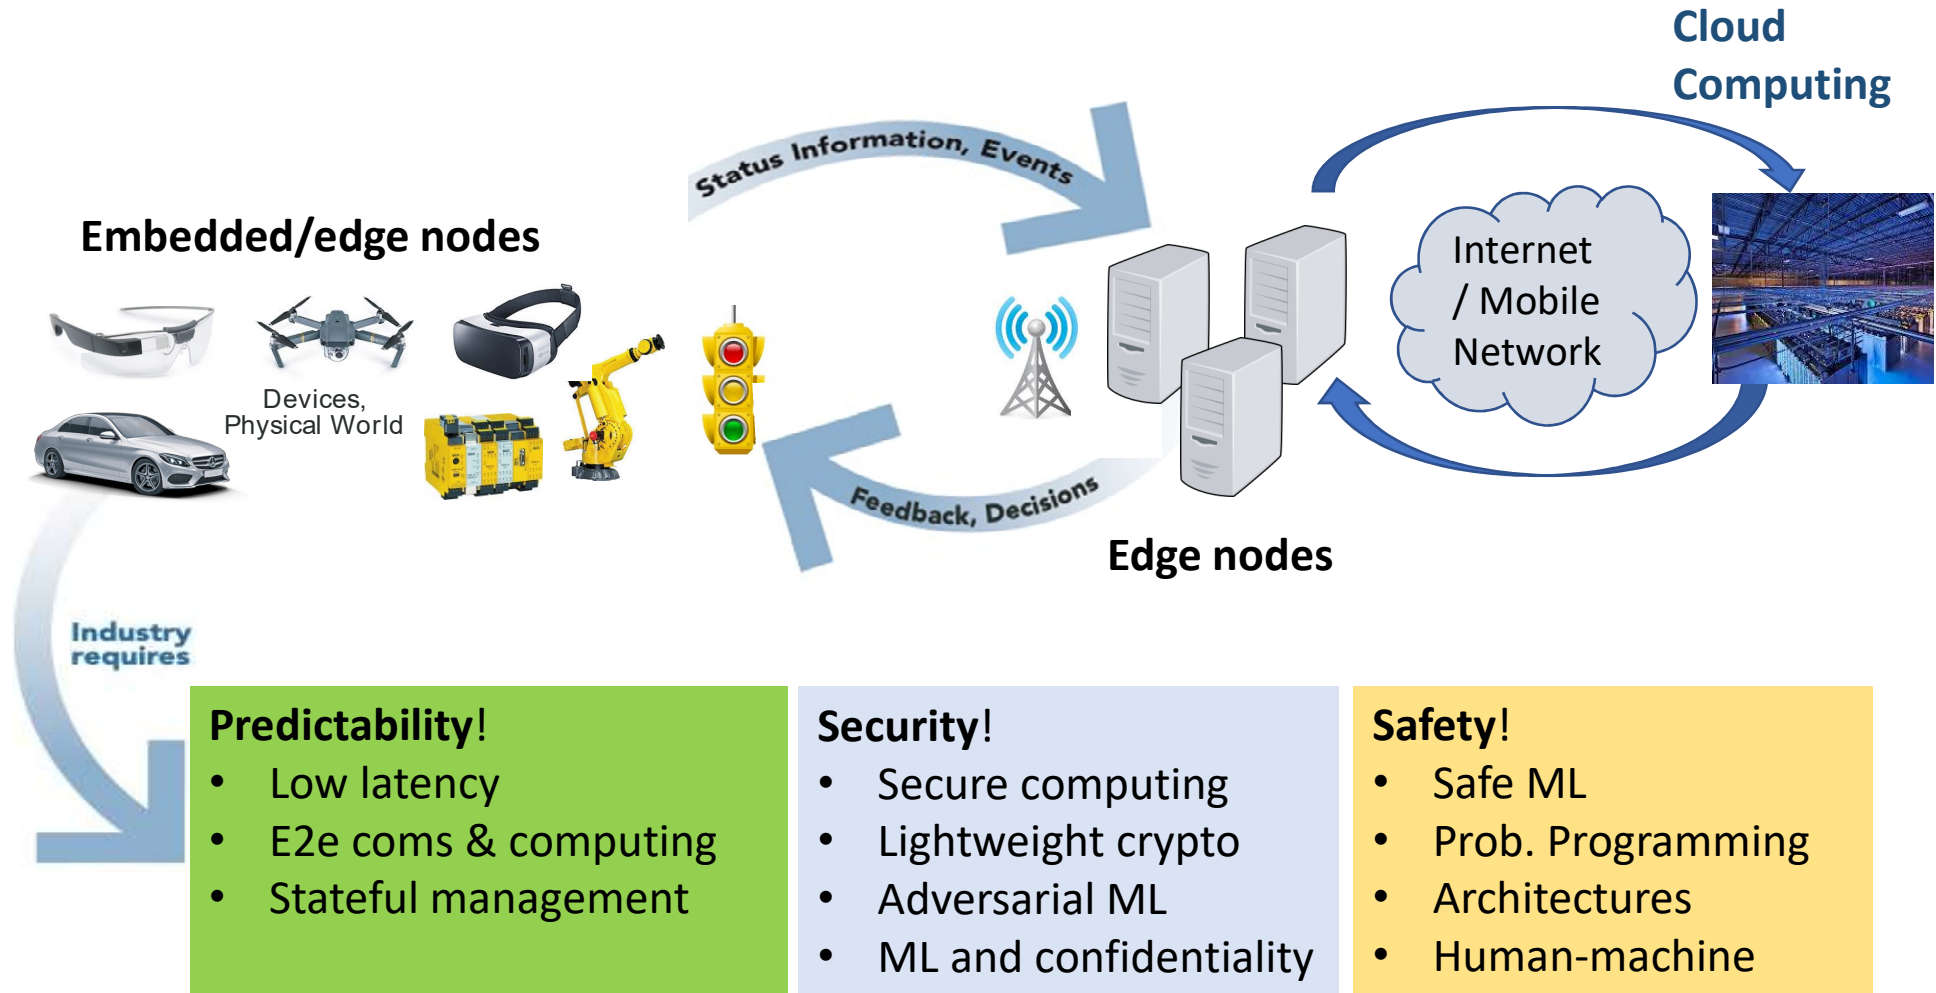 Cloud
Computing
Status Information, Events
Embedded/edge nodes
Internet
/ Mobile
Network
Devices,
Physical World
Feedback, Decisions
Edge nodes
Industry
requires
Predictability!
• Low latency
• E2e coms & computing
• Stateful management
Security!
• Secure computing
• Lightweight crypto
• Adversarial ML
• ML and confidentiality
Safety!
• Safe ML
• Prob. Programming
• Architectures
• Human-machine